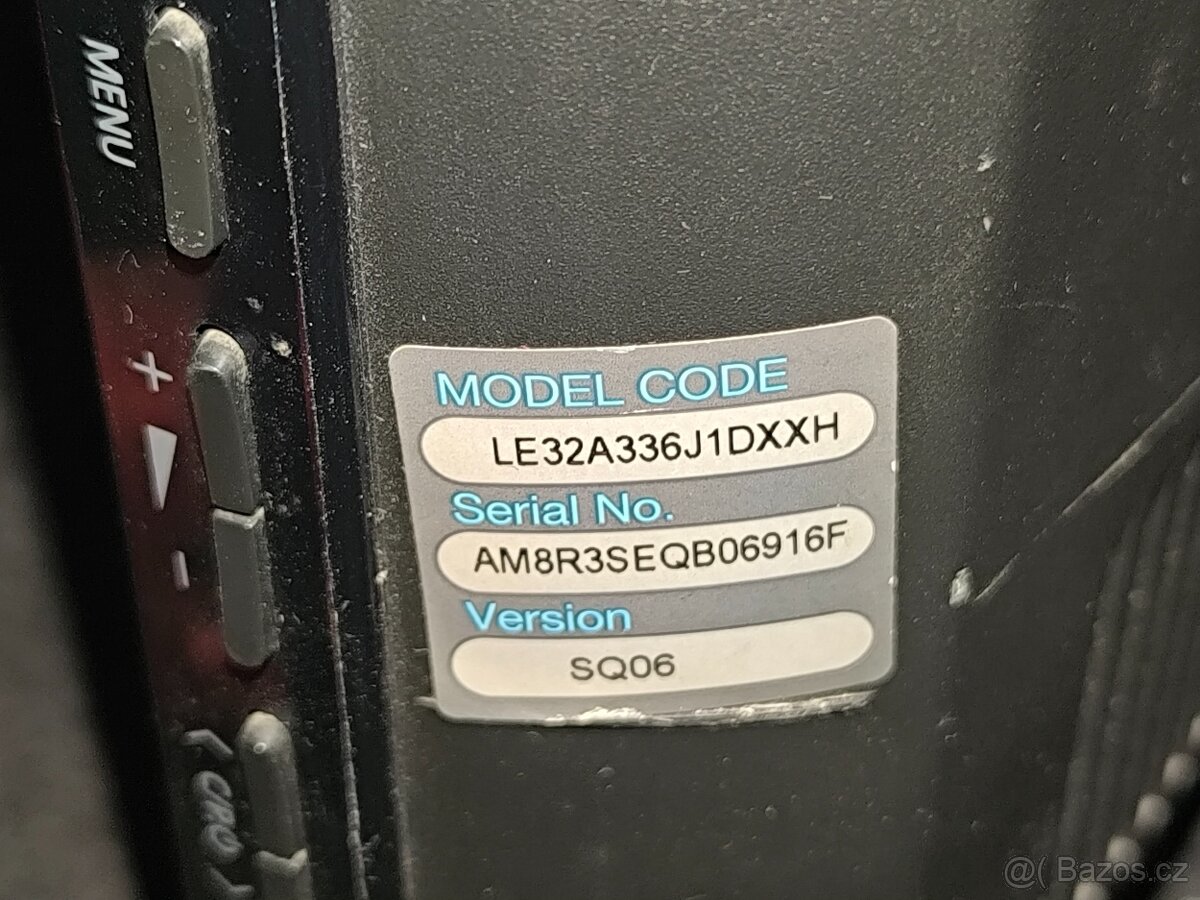 MENU
+
-
MODEL CODE
LE32A336J1DXXH
Serial No.
AM8R3SEQB06916F
Version
SQ06
@( Bazos.cz